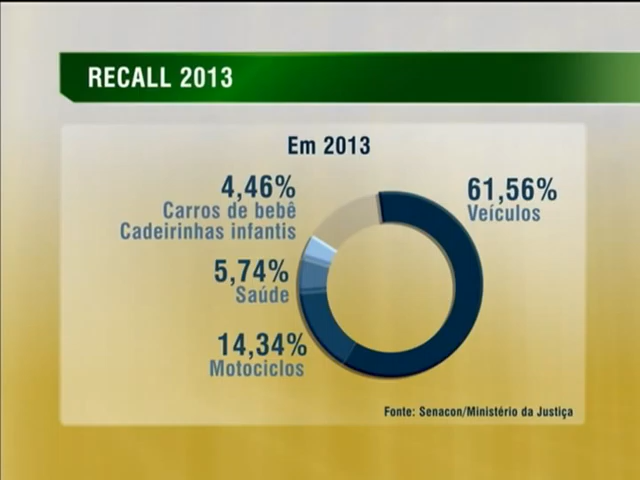 RECALL 2013
Em 2013
4,46%
Carros de bebê
Cadeirinhas infantis
5,74%
Saúde
14,34%
Motociclos
61,56%
Veículos
Fonte: Senacon/Ministério da Justiça